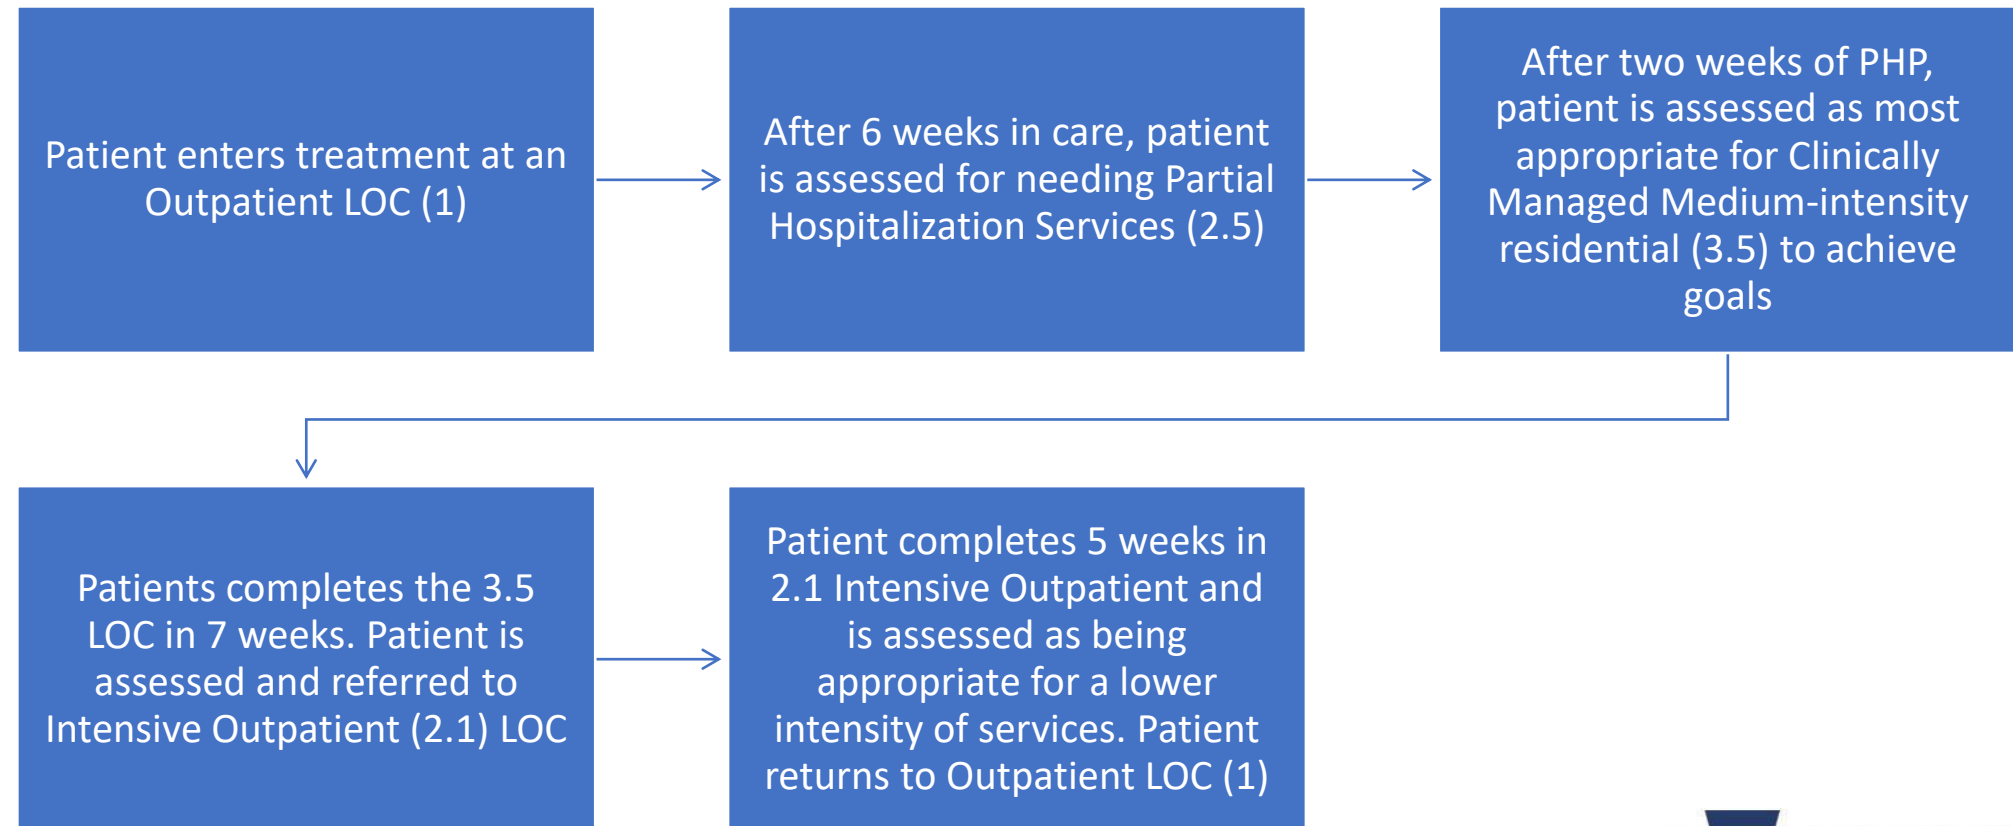 Patient enters treatment at an
Outpatient LOC (1)
After 6 weeks in care, patient
is assessed for needing Partial
Hospitalization Services (2.5)
After two weeks of PHP,
patient is assessed as most
appropriate for Clinically
Managed Medium-intensity
residential (3.5) to achieve
goals
Patients completes the 3.5
LOC in 7 weeks. Patient is
assessed and referred to
Intensive Outpatient (2.1) LOC
Patient completes 5 weeks in
2.1 Intensive Outpatient and
is assessed as being
appropriate for a lower
intensity of services. Patient
returns to Outpatient LOC (1)